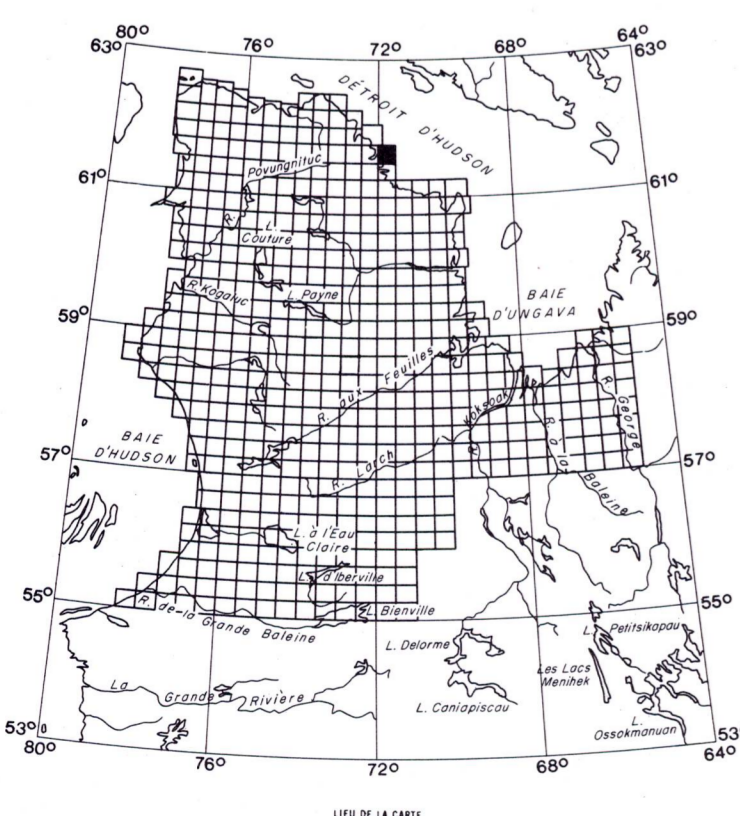 80°
76°
72°
68°
64°
63°
63°
DÉTROIT D'HUDSON
Povungnituc
R.
61°
61°
L.
Couture
R. Kogaluc
L. Payne
BAIE
D'UNGAVA
59°
59°
R. aux Feuilles
Koksoak
R.
R. à la
Baleine
R. George
BAIE
D'HUDSON
57°
57°
R. Larch
L. à l'Eau
Claire
L. d'Iberville
55°
55°
R. de-la Grande Baleine
L. Bienville
L. Delorme
L. Petitsikapau
Les Lacs
Menihek
La Grande Rivière
L. Caniapiscau
L.
Ossokmanuan
53°
53
80°
76°
72°
68°
64°
LIEU DE LA CARTE